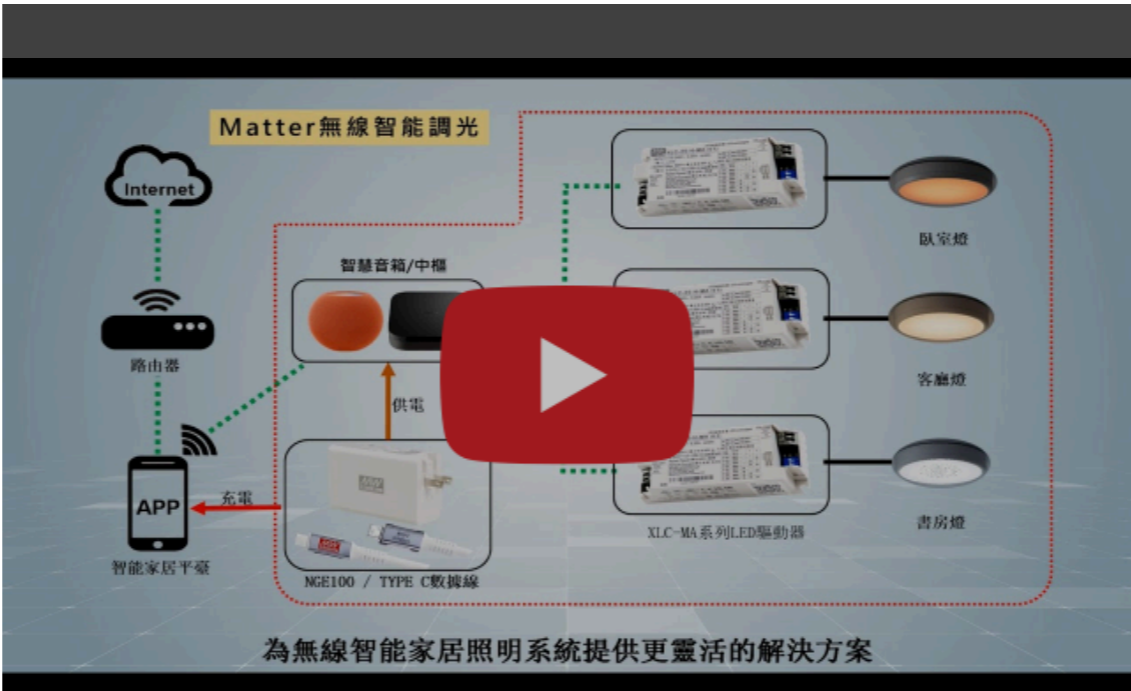 Matter無線智能調光
Internet
智慧音箱/中樞
臥室燈
路由器
供電
客廳燈
APP
充電
智能家居平臺
NGE100 / TYPE C數據線
XLC-MA系列LED驅動器
書房燈
為無線智能家居照明系統提供更靈活的解決方案